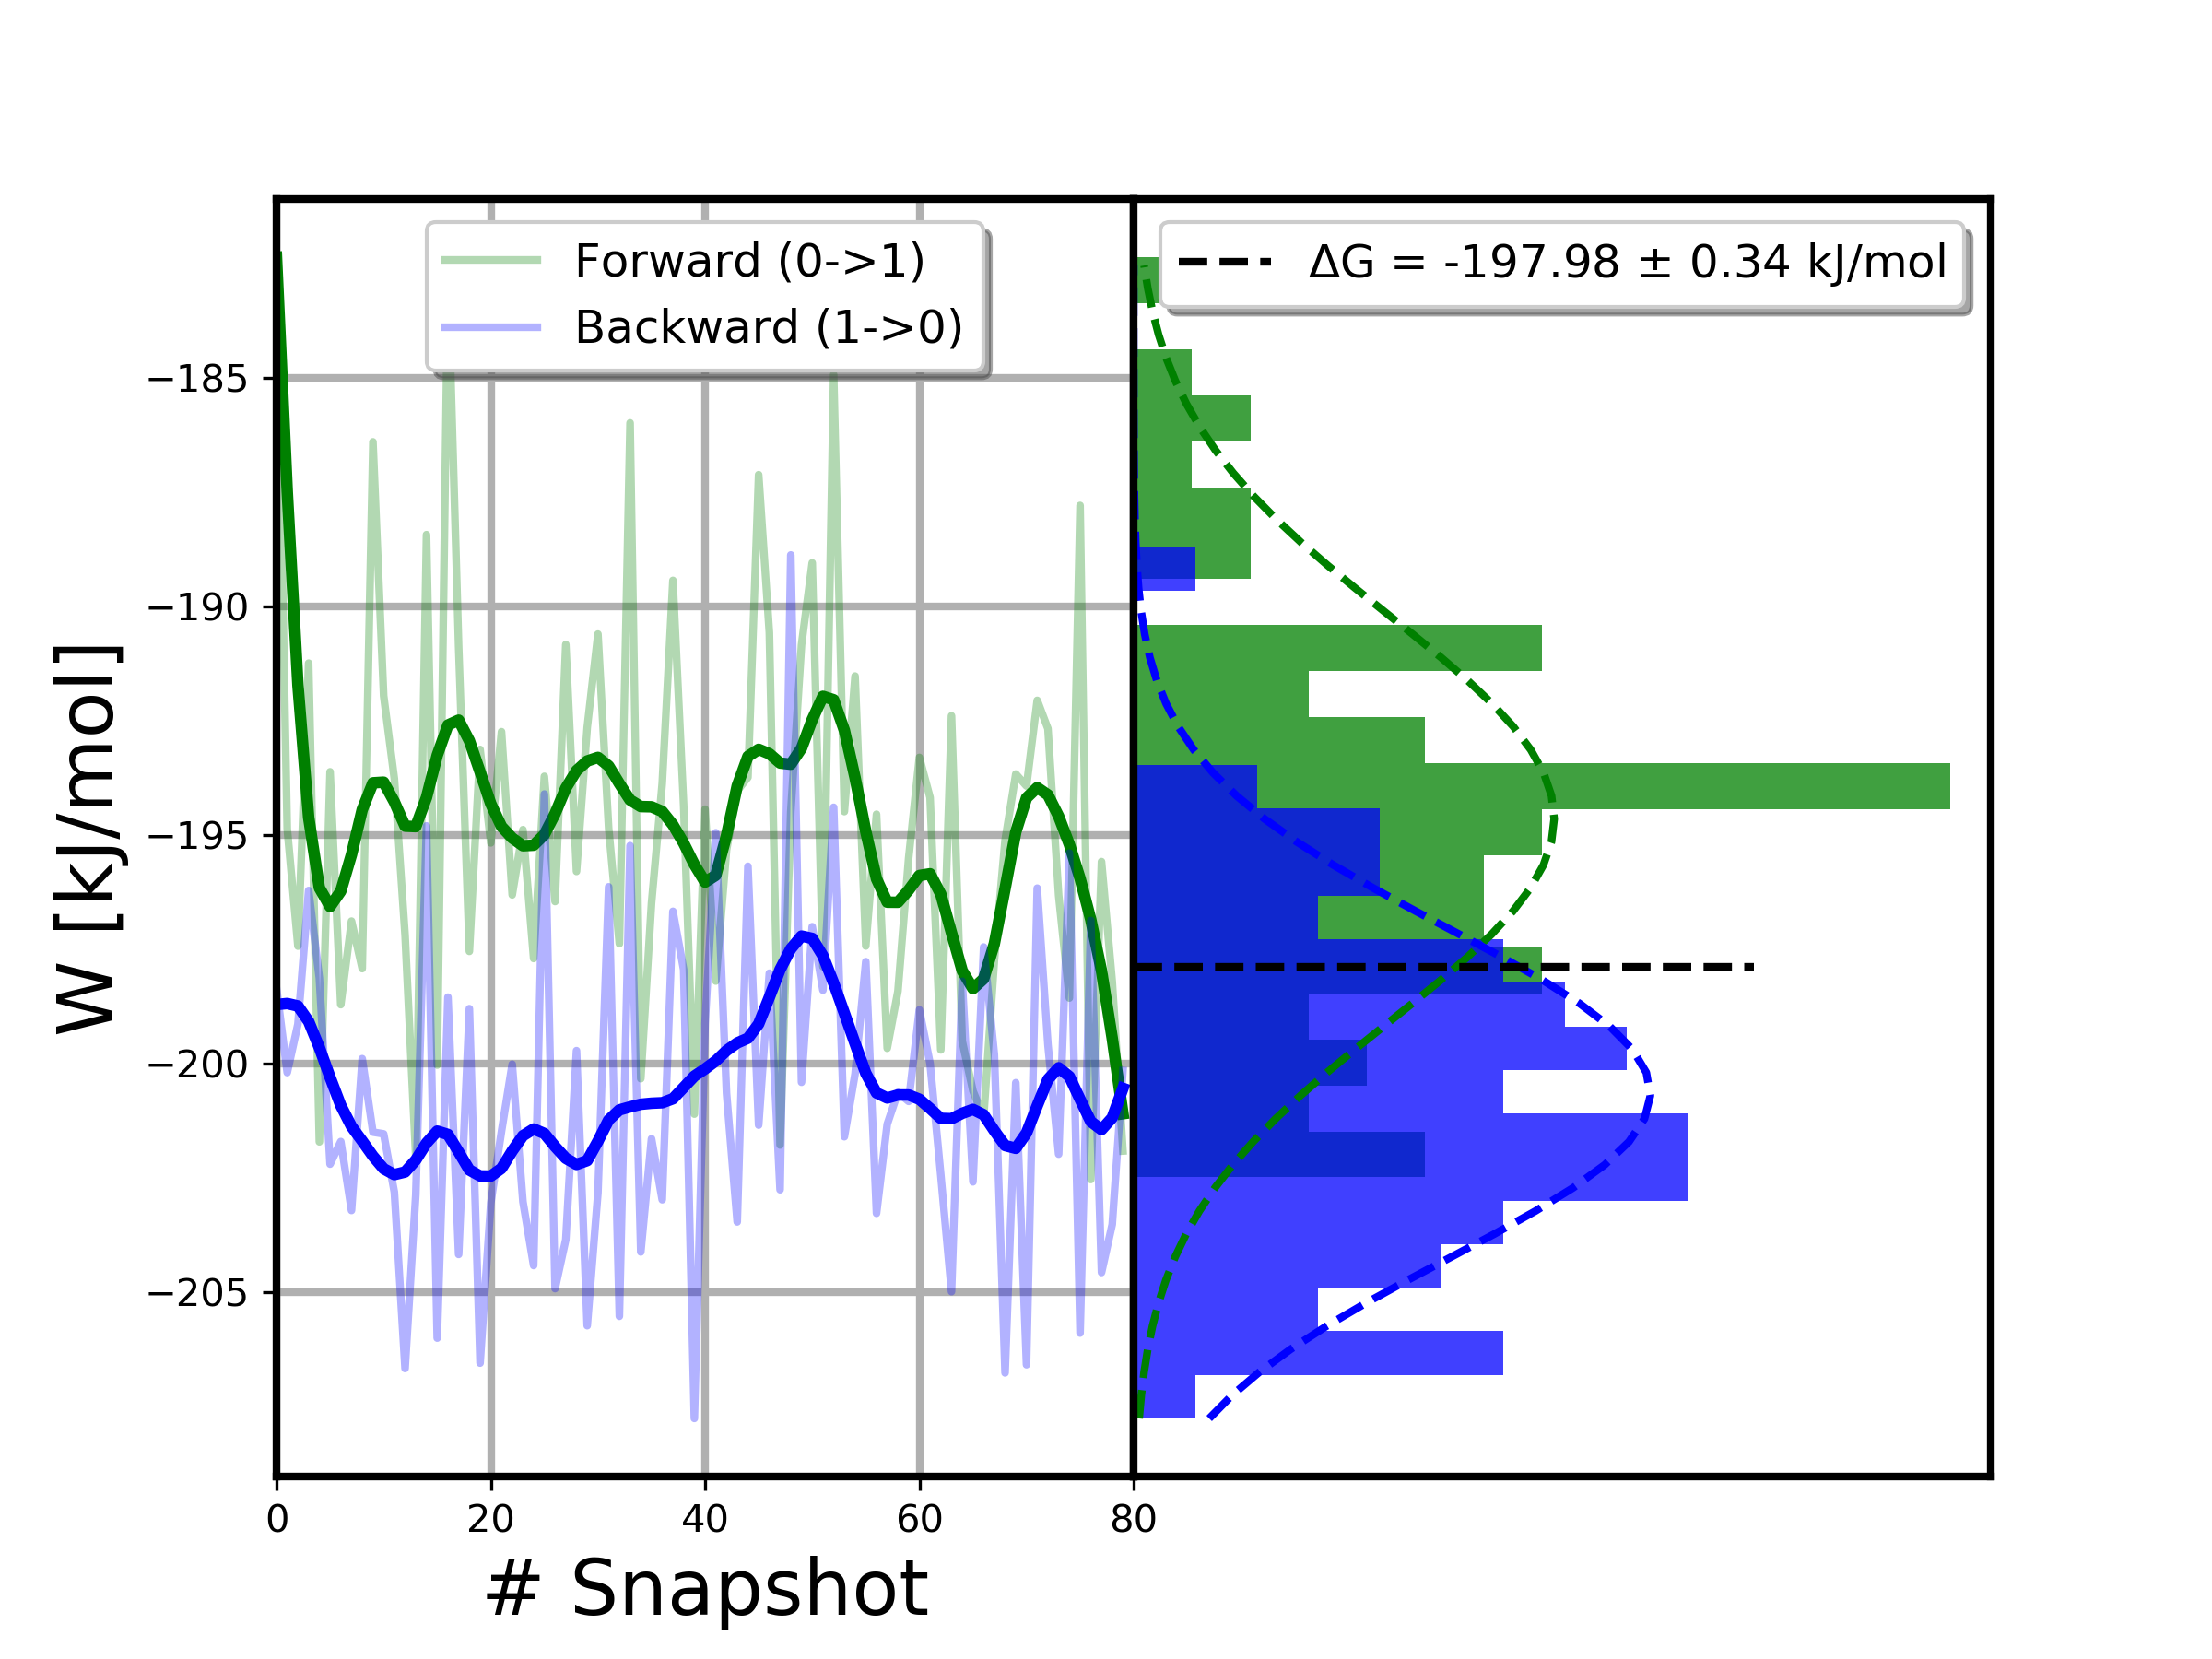 Forward (0->1)
Backward (1->0)
ΔG = -197.98 ± 0.34 kJ/mol
−185
−190
−195
−200
−205
W [kJ/mol]
0 20 40 60 80
# Snapshot